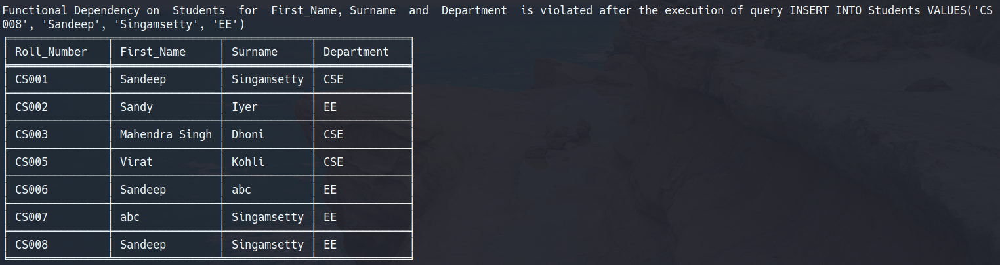 Functional Dependency on  Students  for  First_Name, Surname  and  Department  is violated after the execution of query INSERT INTO Students VALUES('CS
008', 'Sandeep', 'Singamsetty', 'EE')
Roll_Number First_Name Surname Department
CS001 Sandeep Singamsetty CSE
CS002 Sandy Iyer EE
CS003 Mahendra Singh Dhoni CSE
CS005 Virat Kohli CSE
CS006 Sandeep abc EE
CS007 abc Singamsetty EE
CS008 Sandeep Singamsetty EE